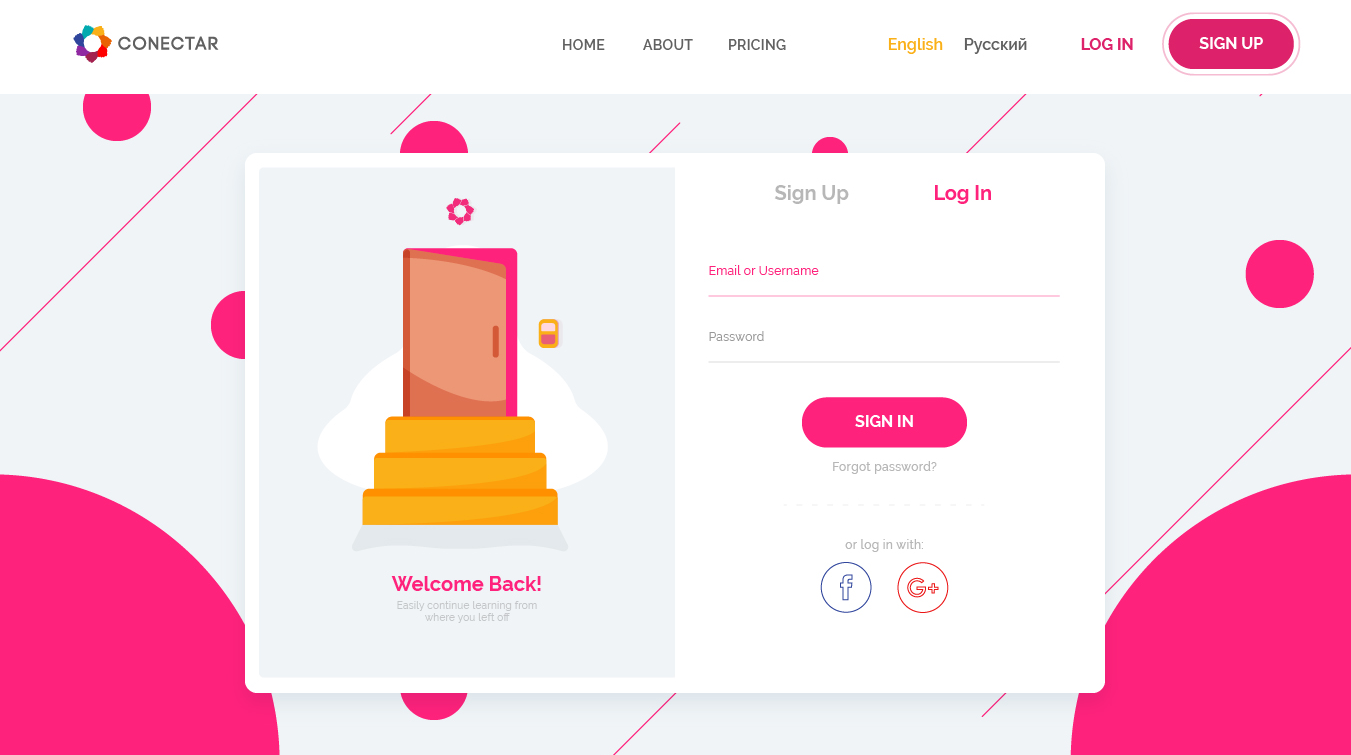 CONECTAR
HOME ABOUT PRICING English Русский LOG IN SIGN UP
Sign Up Log In
Email or Username
Password
SIGN IN
Forgot password?
or log in with:
f G+
Welcome Back!
Easily continue learning from
where you left off